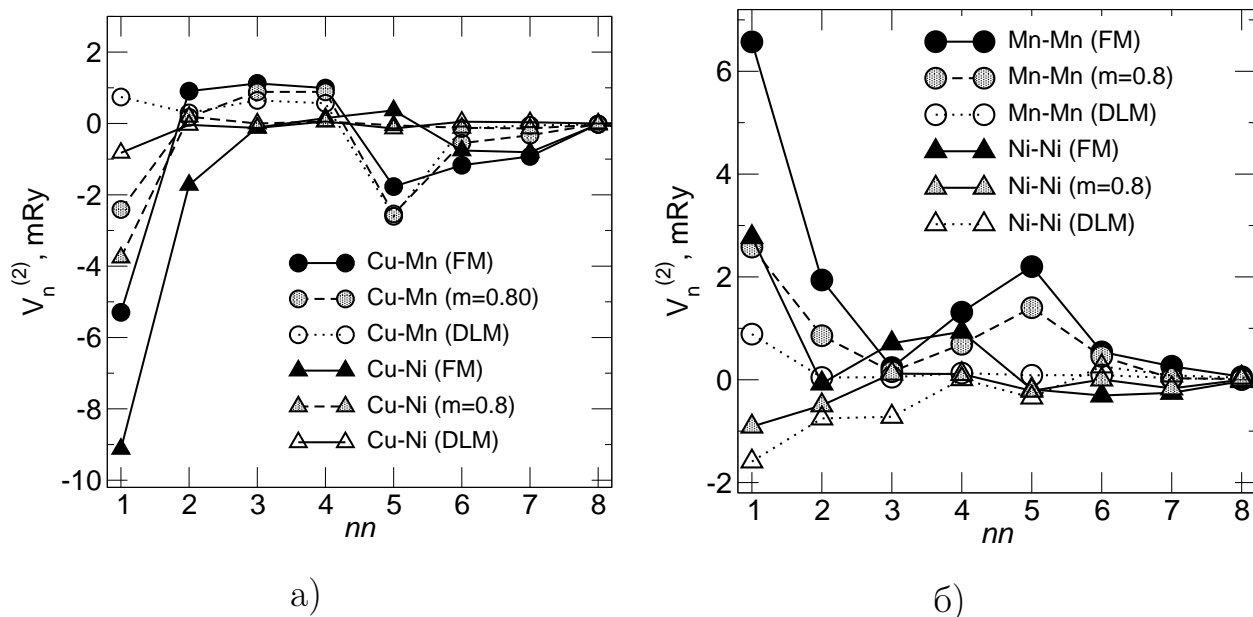 2
0
-2
-4
-6
-8
-10
V_n^(2), mRy
1 2 3 4 5 6 7 8
nn
Cu-Mn (FM)
Cu-Mn (m=0.80)
Cu-Mn (DLM)
Cu-Ni (FM)
Cu-Ni (m=0.8)
Cu-Ni (DLM)
а)
6
4
2
0
-2
V_n^(2), mRy
1 2 3 4 5 6 7 8
nn
Mn-Mn (FM)
Mn-Mn (m=0.8)
Mn-Mn (DLM)
Ni-Ni (FM)
Ni-Ni (m=0.8)
Ni-Ni (DLM)
б)